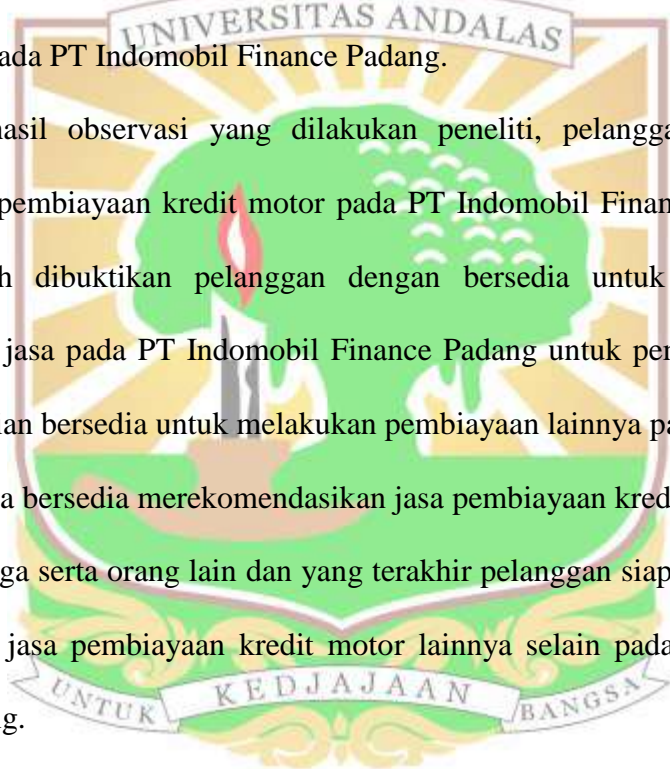 UNIVERSITAS ANDALAS
ada PT Indomobil Finance Padang.
hasil observasi yang dilakukan peneliti, pelangga
pembiayaan kredit motor pada PT Indomobil Finan
h dibuktikan pelanggan dengan bersedia untuk
jasa pada PT Indomobil Finance Padang untuk pe
an bersedia untuk melakukan pembiayaan lainnya pa
a bersedia merekomendasikan jasa pembiayaan kred
ga serta orang lain dan yang terakhir pelanggan siap
jasa pembiayaan kredit motor lainnya selain pada
UNTUK KEDJAJAAN BANGSA
g.